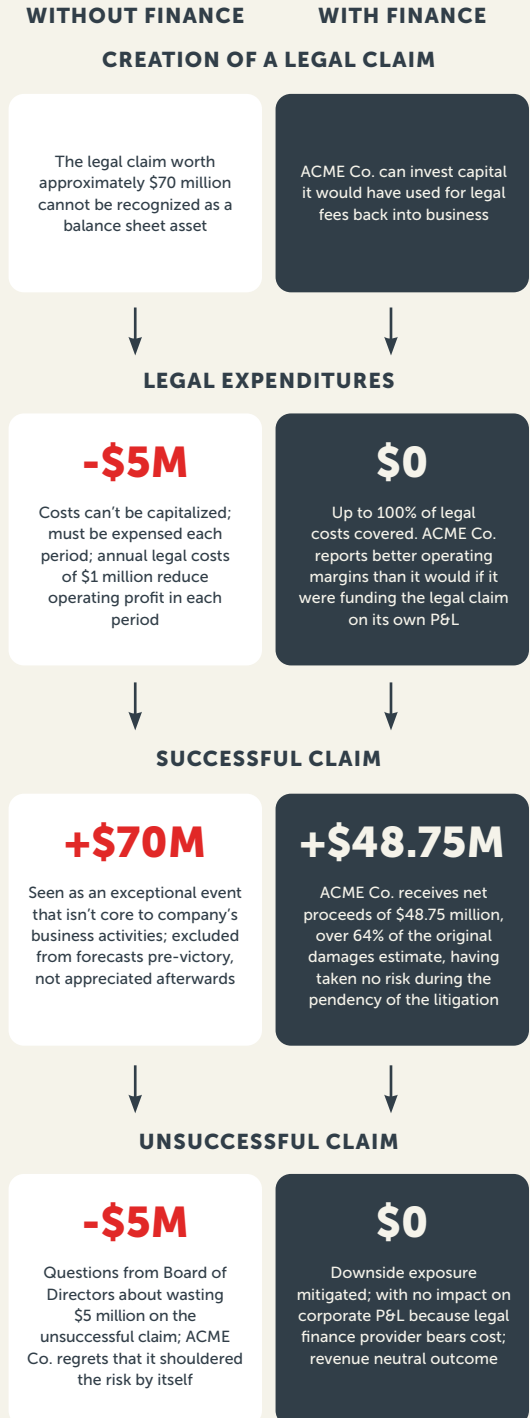 WITHOUT FINANCE
WITH FINANCE
CREATION OF A LEGAL CLAIM
The legal claim worth
approximately $70 million
cannot be recognized as a
balance sheet asset
ACME Co. can invest capital
it would have used for legal
fees back into business
LEGAL EXPENDITURES
-$5M
Costs can’t be capitalized;
must be expensed each
period; annual legal costs
of $1 million reduce
operating profit in each
period
$0
Up to 100% of legal
costs covered. ACME Co.
reports better operating
margins than it would if it
were funding the legal claim
on its own P&L
SUCCESSFUL CLAIM
+$70M
Seen as an exceptional event
that isn’t core to company’s
business activities; excluded
from forecasts pre-victory,
not appreciated afterwards
+$48.75M
ACME Co. receives net
proceeds of $48.75 million,
over 64% of the original
damages estimate, having
taken no risk during the
pendency of the litigation
UNSUCCESSFUL CLAIM
-$5M
Questions from Board of
Directors about wasting
$5 million on the
unsuccessful claim; ACME
Co. regrets that it shouldered
the risk by itself
$0
Downside exposure
mitigated; with no impact on
corporate P&L because legal
finance provider bears cost;
revenue neutral outcome